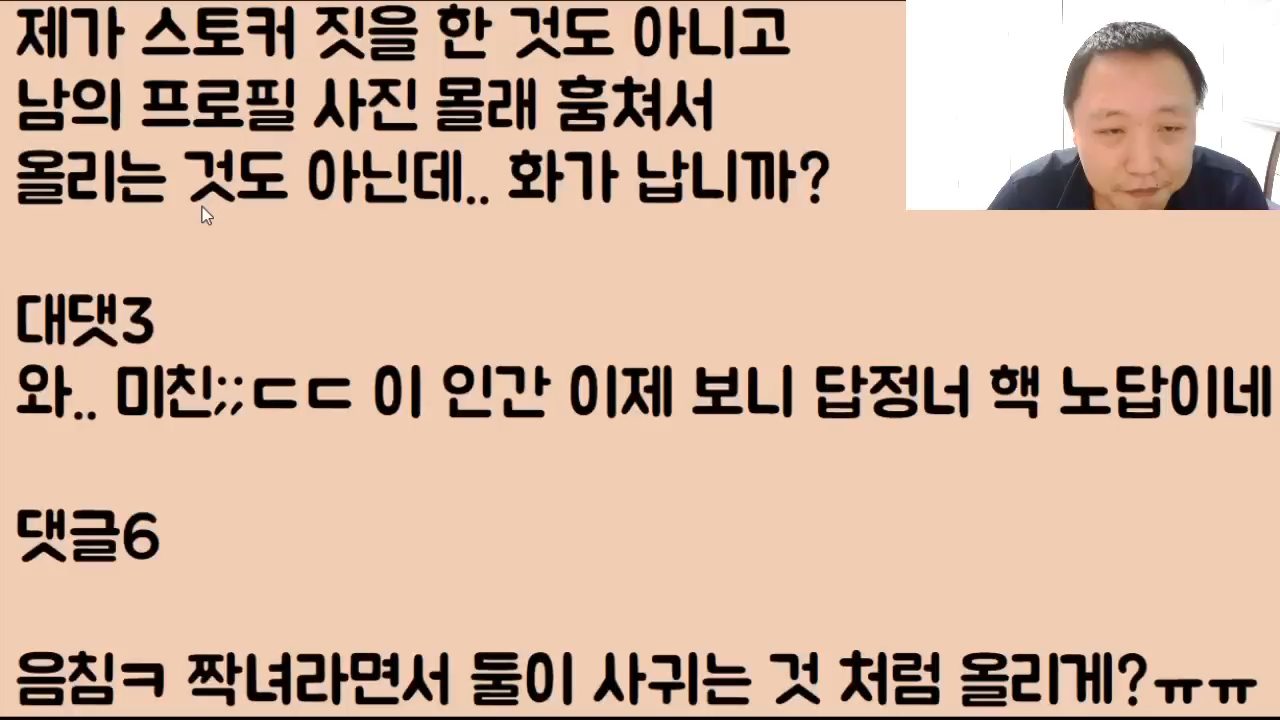 제가 스토커 짓을 한 것도 아니고
남의 프로필 사진 몰래 훔쳐서
올리는 것도 아닌데.. 화가 납니까?
대댓3
와.. 미친;;ㄷㄷ 이 인간 이제 보니 답정너 핵 노답이네
댓글6
음침ㅋ 짝녀라면서 둘이 사귀는 것 처럼 올리게?ㅠㅠ